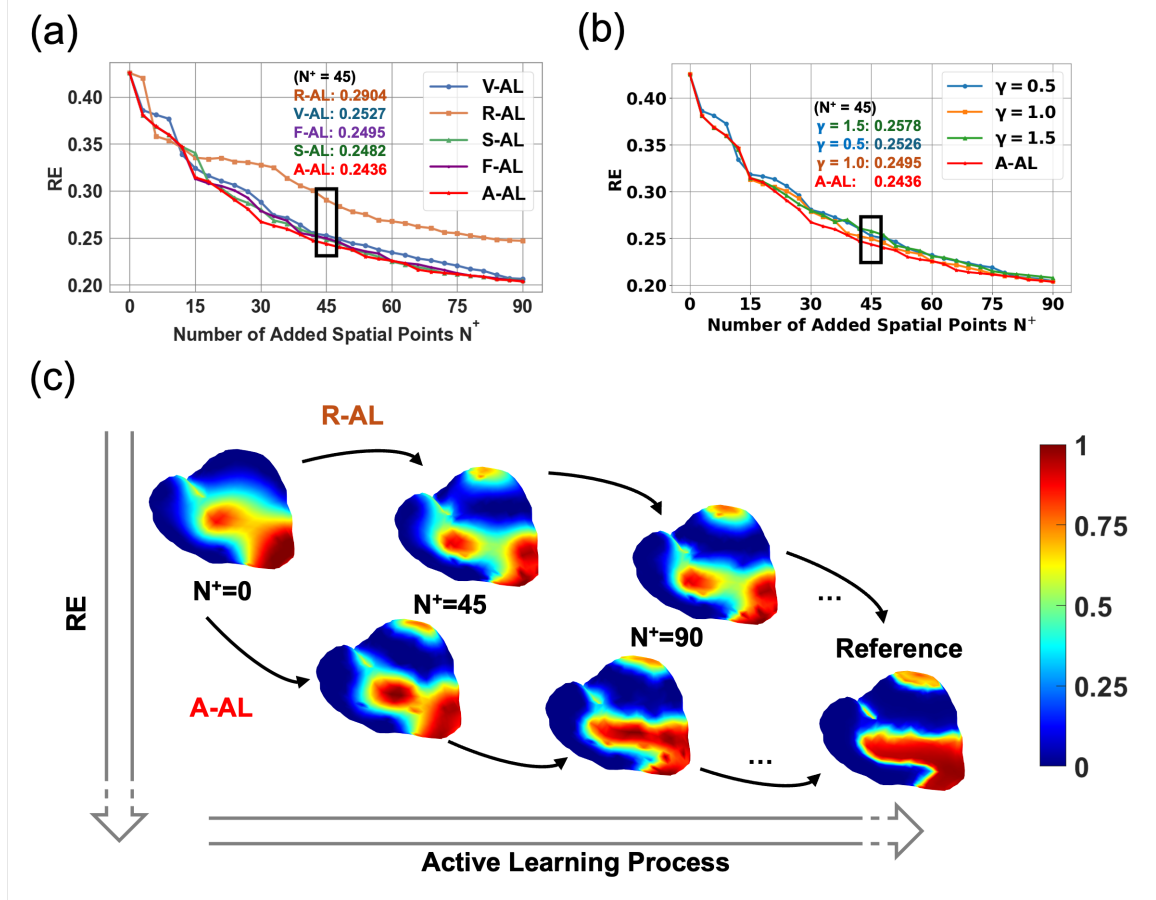 (a)
(N⁺ = 45)
R-AL: 0.2904
V-AL: 0.2527
F-AL: 0.2495
S-AL: 0.2482
A-AL: 0.2436
V-AL
R-AL
S-AL
F-AL
A-AL
RE
0.40
0.35
0.30
0.25
0.20
0 15 30 45 60 75 90
Number of Added Spatial Points N⁺
(b)
(N⁺ = 45)
γ = 1.5: 0.2578
γ = 0.5: 0.2526
γ = 1.0: 0.2495
A-AL: 0.2436
γ = 0.5
γ = 1.0
γ = 1.5
A-AL
RE
0.40
0.35
0.30
0.25
0.20
0 15 30 45 60 75 90
Number of Added Spatial Points N⁺
(c)
R-AL
N⁺=0
N⁺=45
N⁺=90
...
Reference
RE
A-AL
...
1
0.75
0.5
0.25
0
Active Learning Process